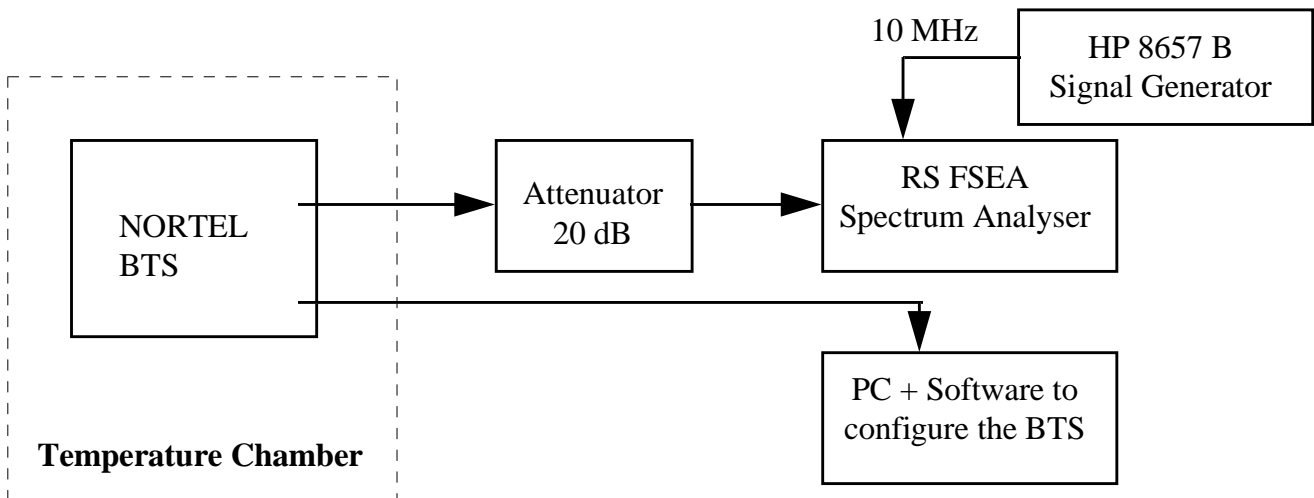 10 MHz
HP 8657 B
Signal Generator
NORTEL
BTS
Attenuator
20 dB
RS FSEA
Spectrum Analyser
PC + Software to
configure the BTS
Temperature Chamber